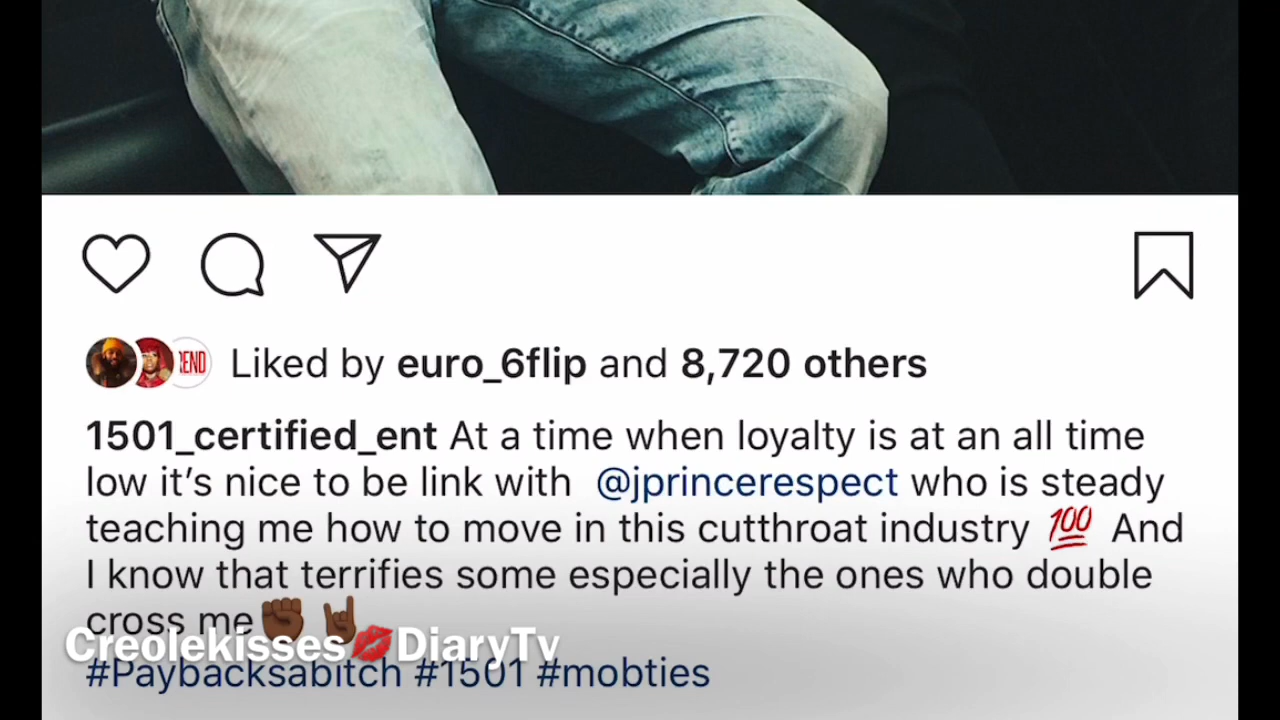 REND
Liked by euro_6flip and 8,720 others
1501_certified_ent At a time when loyalty is at an all time
low it’s nice to be link with @jprincerespect who is steady
teaching me how to move in this cutthroat industry 💯 And
I know that terrifies some especially the ones who double
cross me✊🏾 🤘🏾
Creolekisses💋DiaryTv
#Paybacksabitch #1501 #mobties